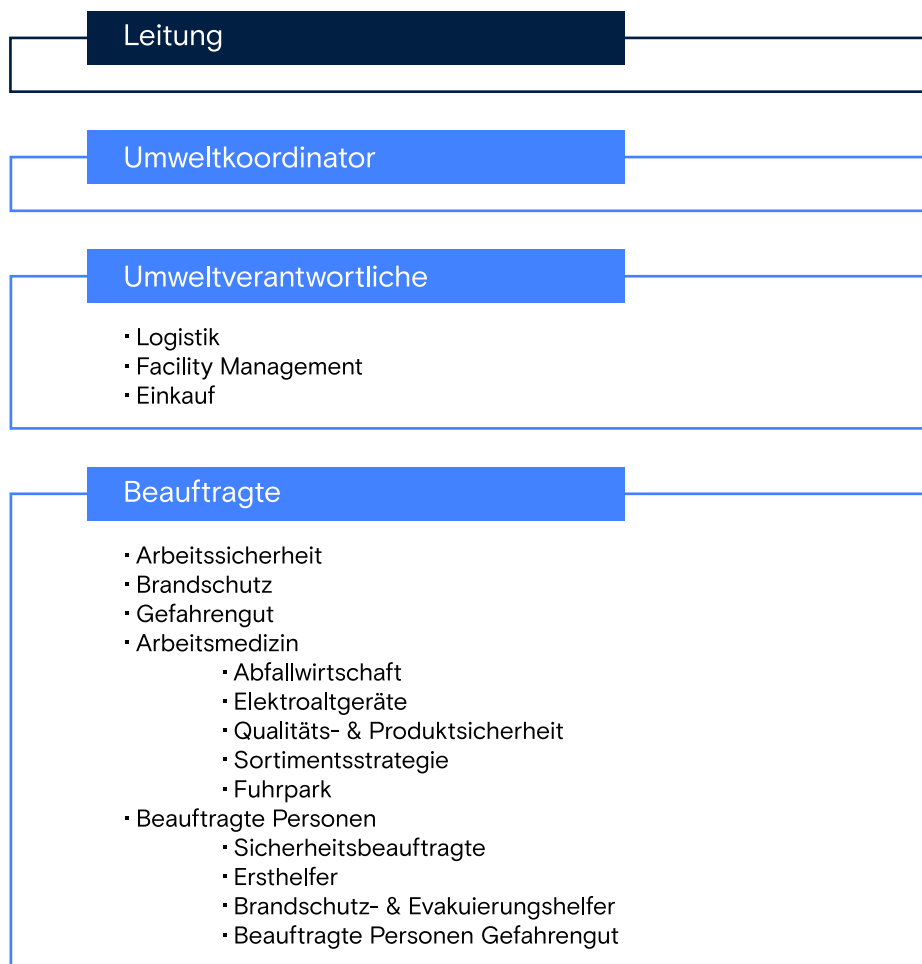 Leitung
Umweltkoordinator
Umweltverantwortliche
· Logistik
· Facility Management
· Einkauf
Beauftragte
· Arbeitssicherheit
· Brandschutz
· Gefahrengut
· Arbeitsmedizin
· Abfallwirtschaft
· Elektroaltgeräte
· Qualitäts- & Produktsicherheit
· Sortimentsstrategie
· Fuhrpark
· Beauftragte Personen
· Sicherheitsbeauftragte
· Ersthelfer
· Brandschutz- & Evakuierungshelfer
· Beauftragte Personen Gefahrengut